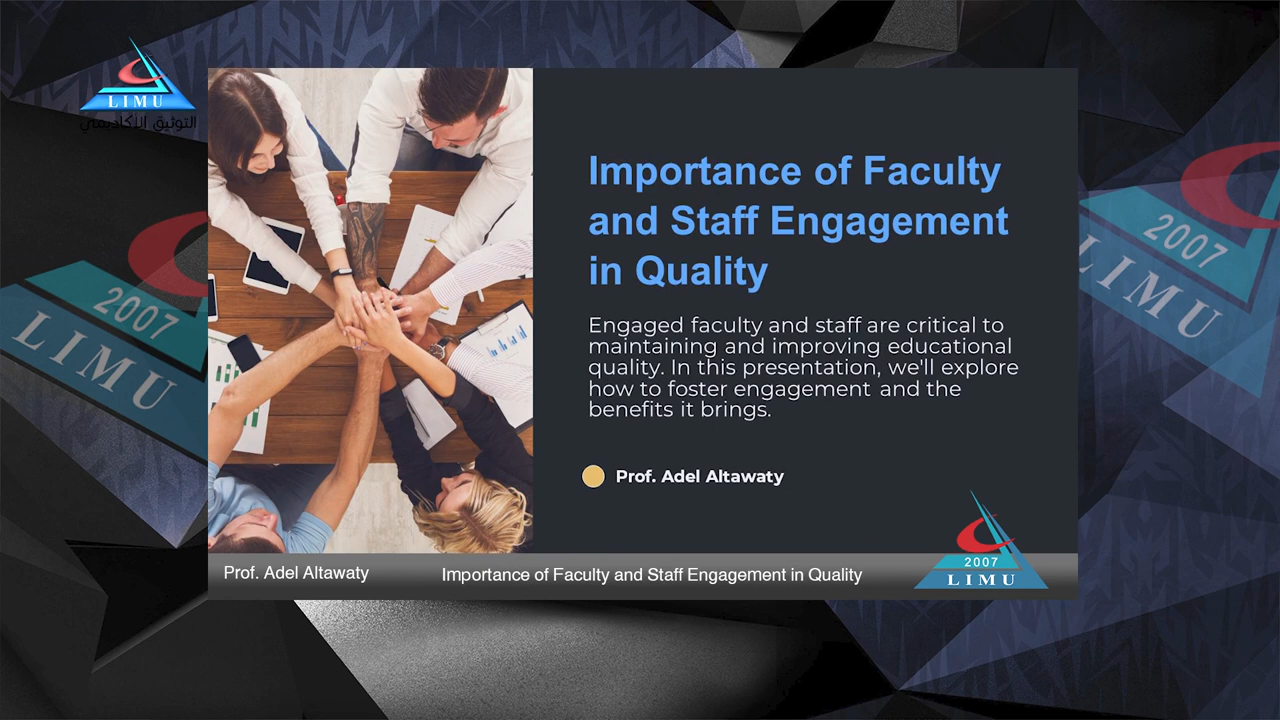 LIMU
التوثيق الأكاديمي
2007
LIMU
2007
LIMU
Importance of Faculty
and Staff Engagement
in Quality
Engaged faculty and staff are critical to
maintaining and improving educational
quality. In this presentation, we'll explore
how to foster engagement and the
benefits it brings.
Prof. Adel Altawaty
2007
LIMU
Prof. Adel Altawaty
Importance of Faculty and Staff Engagement in Quality